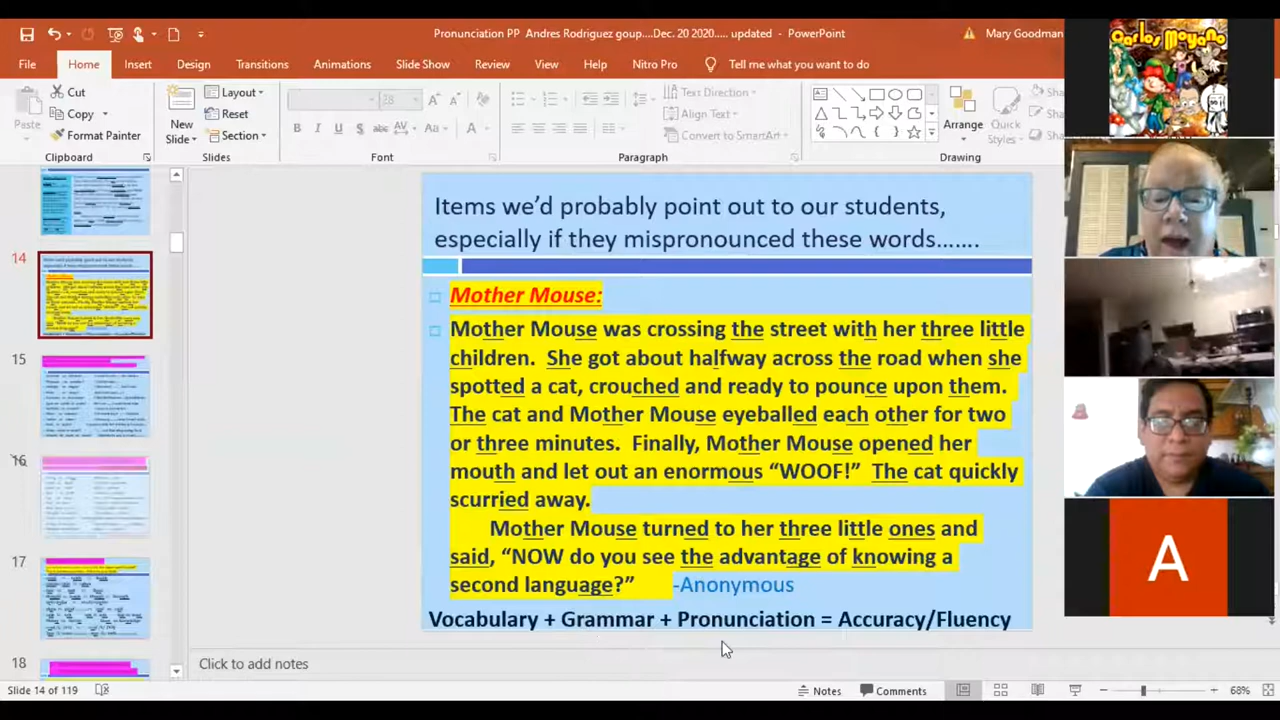 Pronunciation PP Andres Rodriguez goup....Dec. 20 2020..... updated - PowerPoint
Mary Goodman
File Home Insert Design Transitions Animations Slide Show Review View Help Nitro Pro Tell me what you want to do
Paste
Cut
Copy
Format Painter
Clipboard
New
Slide
Layout
Reset
Section
Slides
28
Font
Text Direction
Align Text
Convert to SmartArt
Paragraph
Arrange
Quick
Styles
Drawing
Carlos Moyano
14
15
16
17
18
Items we'd probably point out to our students,
especially if they mispronounced these words…….
Mother Mouse:
Mother Mouse was crossing the street with her three little
children. She got about halfway across the road when she
spotted a cat, crouched and ready to pounce upon them.
The cat and Mother Mouse eyeballed each other for two
or three minutes. Finally, Mother Mouse opened her
mouth and let out an enormous “WOOF!” The cat quickly
scurried away.
Mother Mouse turned to her three little ones and
said, “NOW do you see the advantage of knowing a
second language?” -Anonymous
Vocabulary + Grammar + Pronunciation = Accuracy/Fluency
A
Click to add notes
Slide 14 of 119
Notes
Comments
68%